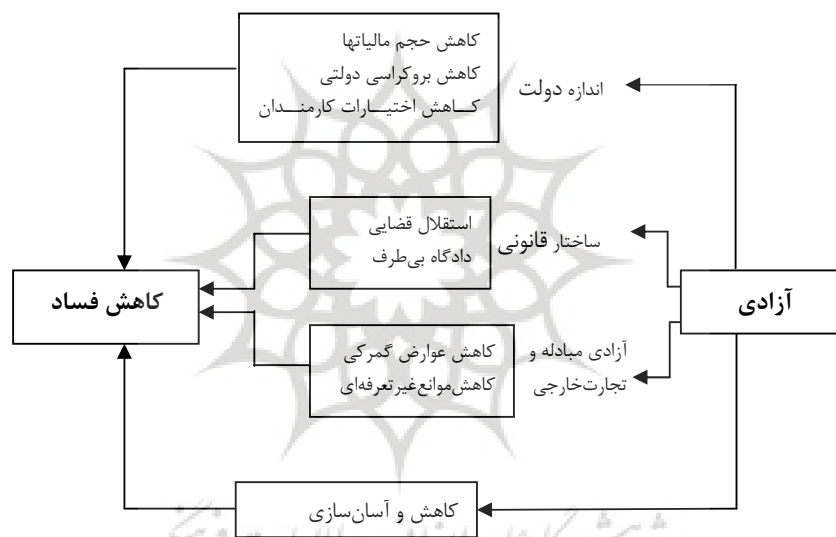 کاهش حجم مالیاتها
کاهش بروکراسی دولتی
کاهش اختیارات کارمندان
اندازه دولت
استقلال قضایی
دادگاه بی‌طرف
ساختار قانونی
آزادی
کاهش فساد
آزادی مبادله و
تجارت‌خارجی
کاهش عوارض گمرکی
کاهش‌موانع‌غیرتعرفه‌ای
کاهش و آسان‌سازی